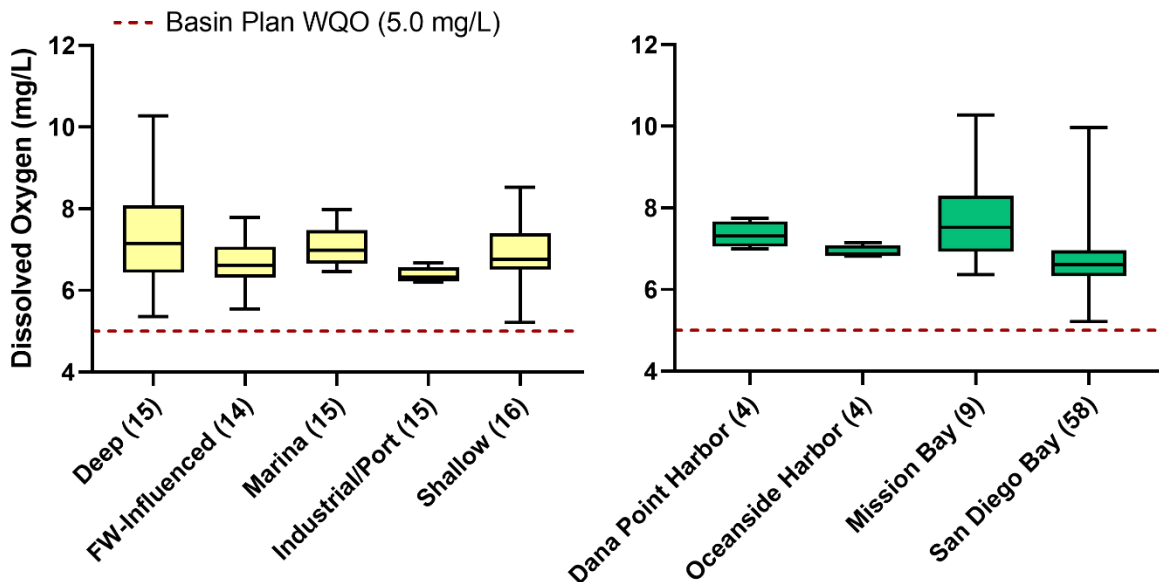 Basin Plan WQO (5.0 mg/L)
Dissolved Oxygen (mg/L)
12
10
8
6
4
Deep (15)
FW-Influenced (14)
Marina (15)
Industrial/Port (15)
Shallow (16)
12
10
8
6
4
Dana Point Harbor (4)
Oceanside Harbor (4)
Mission Bay (9)
San Diego Bay (58)